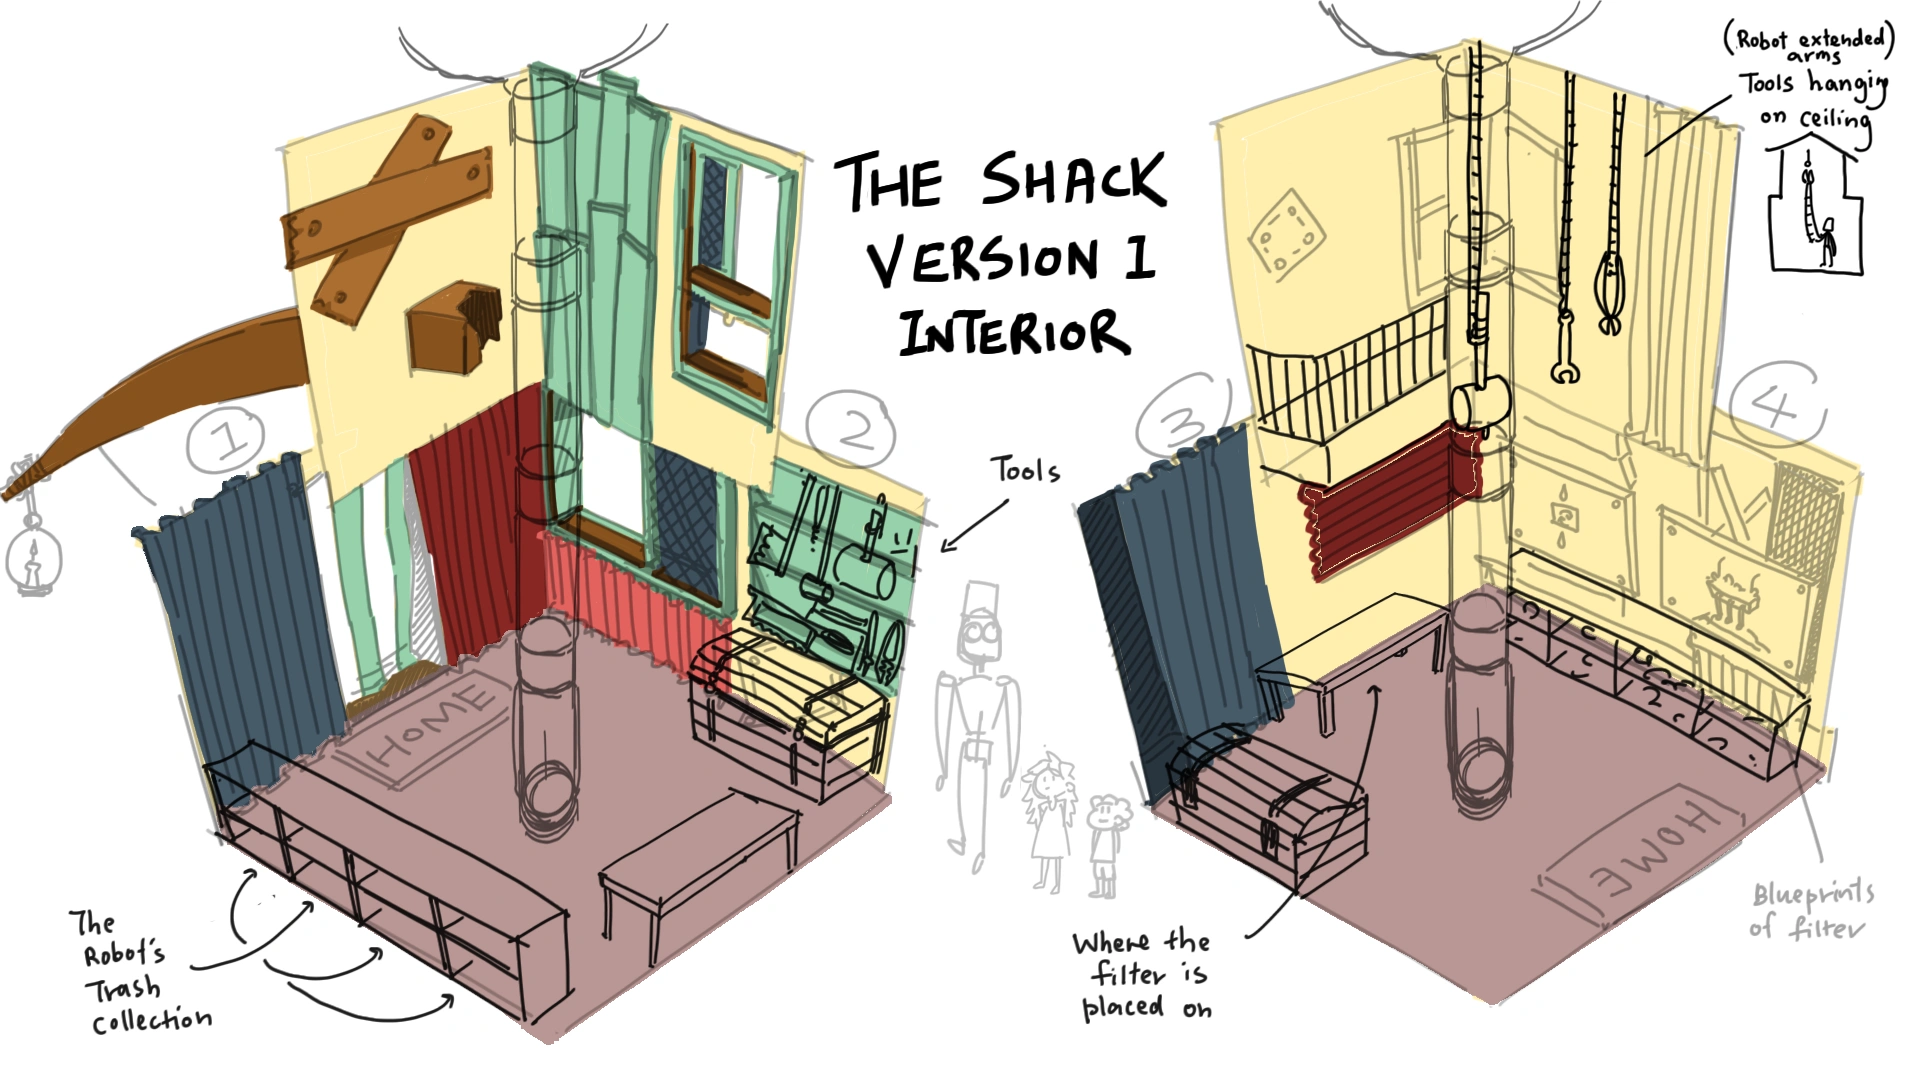 THE SHACK
VERSION 1
INTERIOR
(Robot extended)
arms
Tools hanging
on ceiling
1
2
3
4
Tools
HOME
HOME
The
Robot's
Trash
Collection
Where the
filter is
placed on
Blueprints
of filter